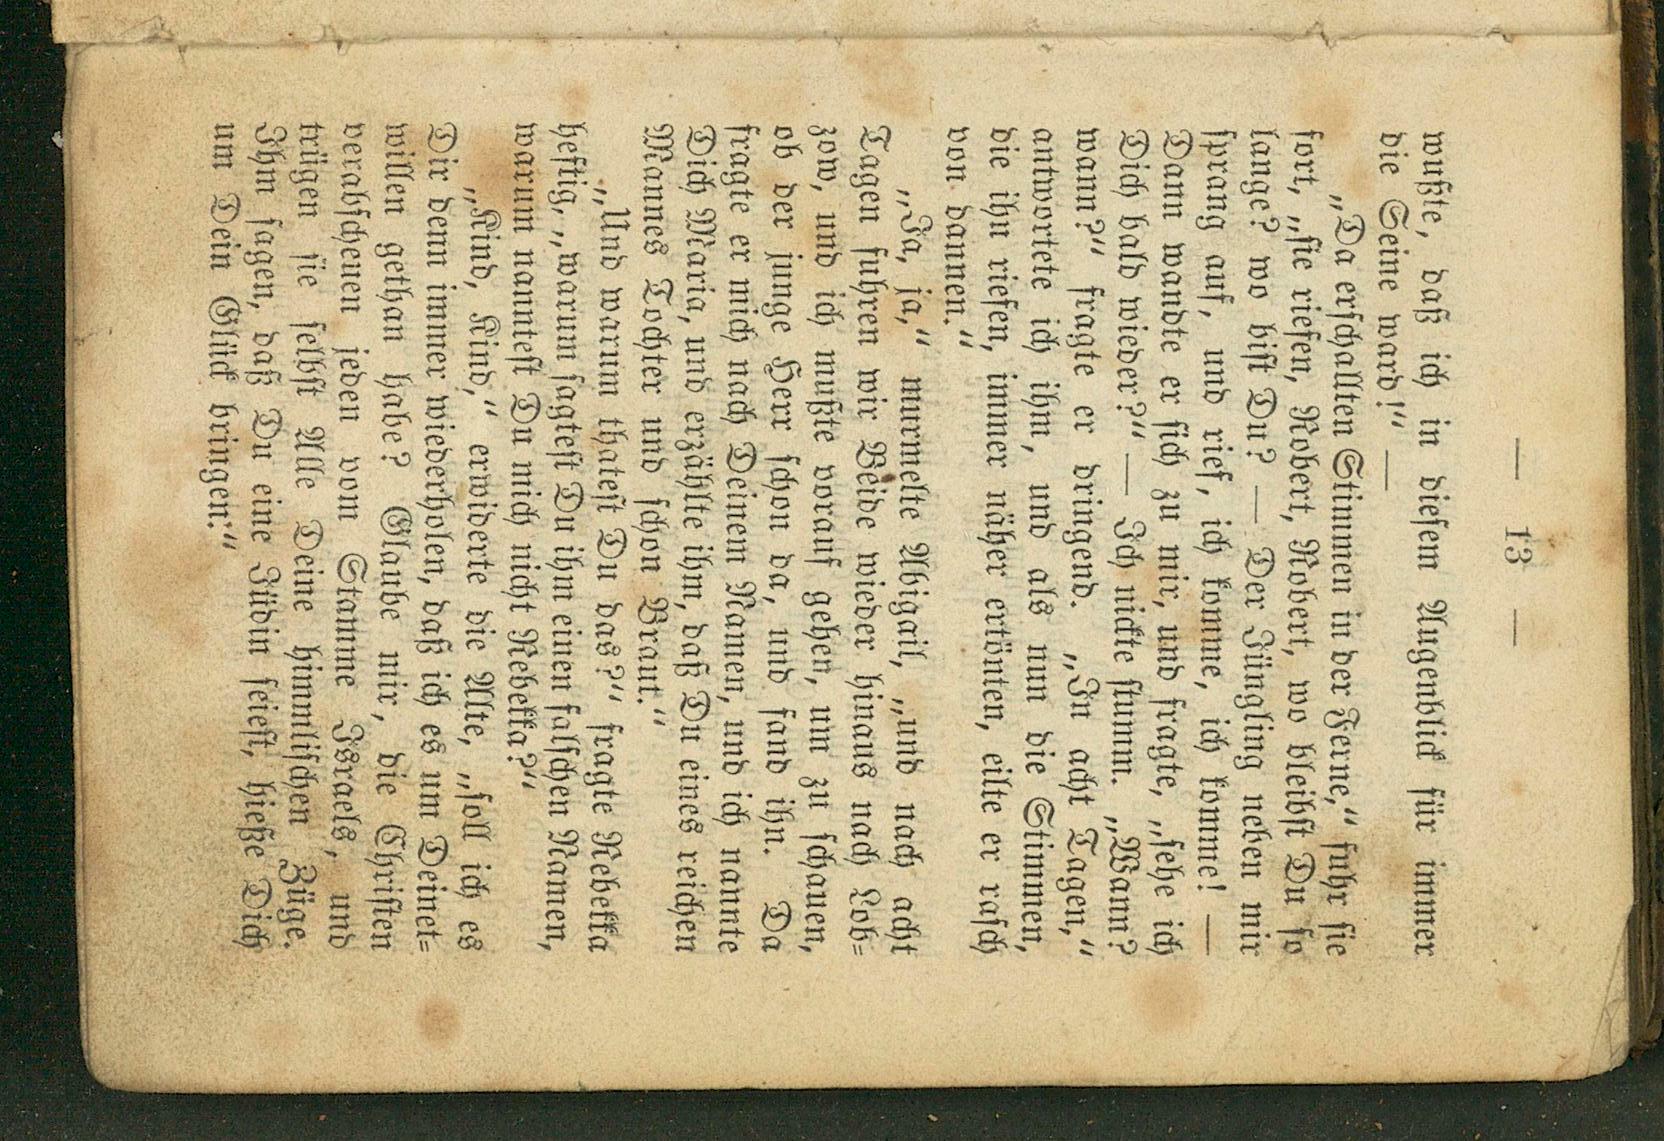 — 13 —
wußte, daß ich in diesem Augenblick für immer
die Seine ward!“ —
„Da erschallten Stimmen in der Ferne,“ fuhr sie
fort, „sie riefen, Robert, Robert, wo bleibst Du so
lange? wo bist Du? — Der Jüngling neben mir
sprang auf, und rief, ich komme, ich komme! —
Dann wandte er sich zu mir, und fragte, „sehe ich
Dich bald wieder?“ — Ich nickte stumm. „Wann?
wann?“ fragte er dringend. „In acht Tagen,“
antwortete ich ihm, und als nun die Stimmen,
die ihn riefen, immer näher ertönten, eilte er rasch
von dannen.“
„Ja, ja,“ murmelte Abigail, „und nach acht
Tagen fuhren wir Beide wieder hinaus nach Lob=
zow, und ich mußte vorauf gehen, um zu schauen,
ob der junge Herr schon da, und fand ihn. Da
fragte er mich nach Deinem Namen, und ich nannte
Dich Maria, und erzählte ihm, daß Du eines reichen
Mannes Tochter und schon Braut.“
„Und warum thatest Du das?“ fragte Rebekka
heftig, „warum sagtest Du ihm einen falschen Namen,
warum nanntest Du mich nicht Rebekka?“
„Kind, Kind,“ erwiderte die Alte, „soll ich es
Dir denn immer wiederholen, daß ich es um Deinet=
willen gethan habe? Glaube mir, die Christen
verabscheuen jeden vom Stamme Israels, und
trügen sie selbst Alle Deine himmlischen Züge.
Ihm sagen, daß Du eine Jüdin seiest, hieße Dich
um Dein Glück bringen.“